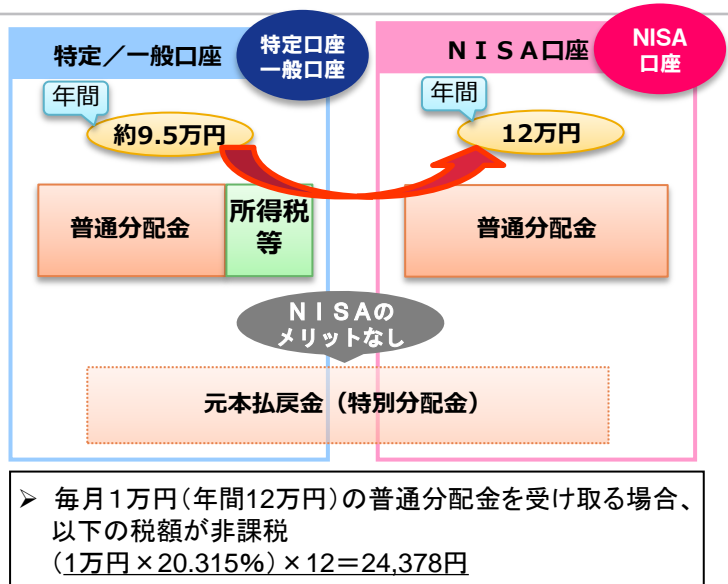 特定／一般口座
特定口座
一般口座
年間
約9.5万円
普通分配金
所得税
等
ＮＩＳＡ口座
NISA
口座
年間
12万円
普通分配金
ＮＩＳＡの
メリットなし
元本払戻金（特別分配金）
➢ 毎月１万円（年間12万円）の普通分配金を受け取る場合、
以下の税額が非課税
（1万円×20.315%）×12＝24,378円